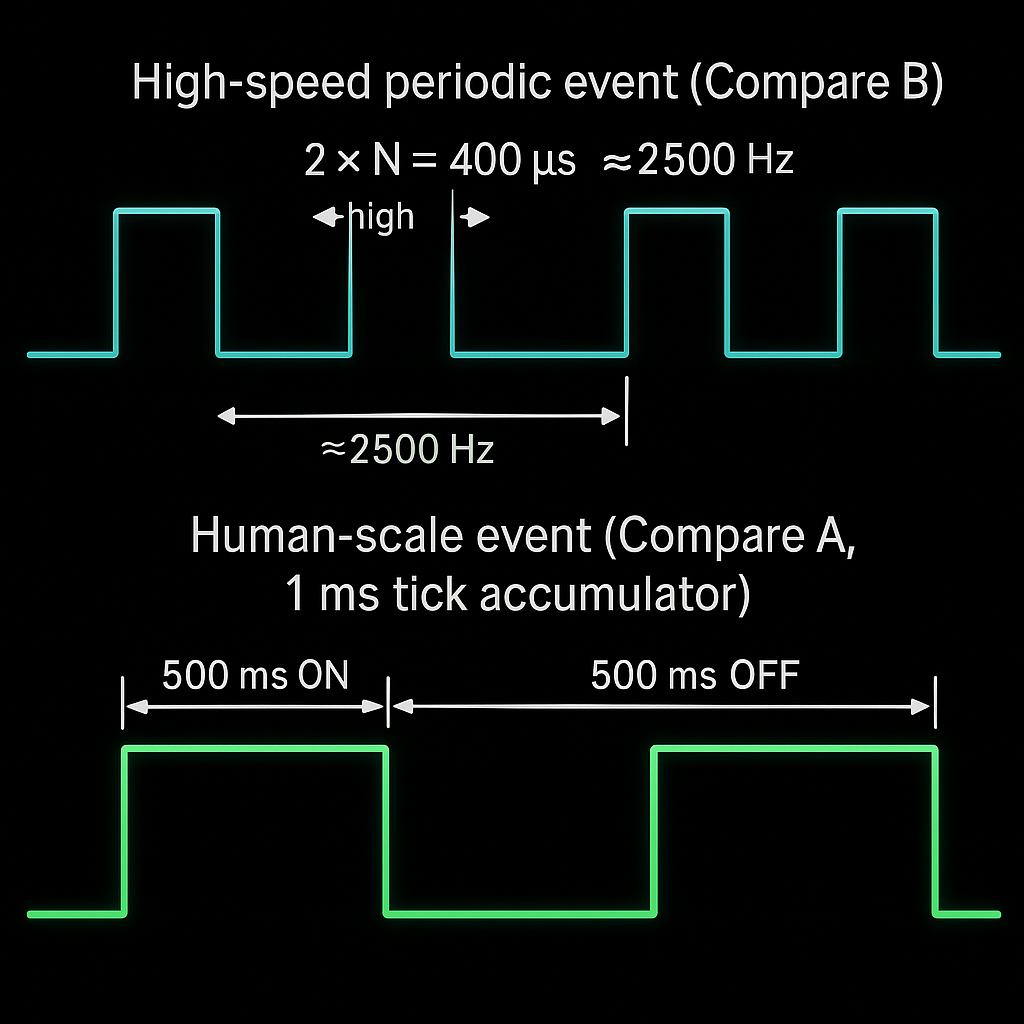 High-speed periodic event (Compare B)
2 × N = 400 µs ≈2500 Hz
high
≈2500 Hz
Human-scale event (Compare A,
1 ms tick accumulator)
500 ms ON
500 ms OFF